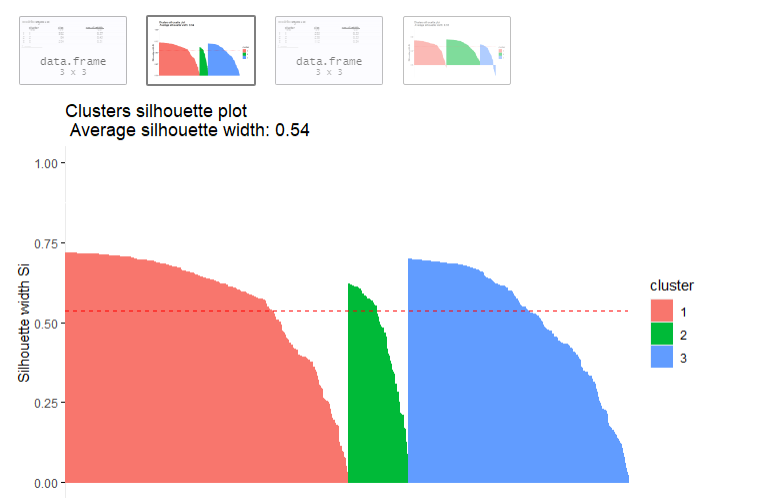 data.frame
3 x 3
data.frame
3 x 3
Clusters silhouette plot
Average silhouette width: 0.54
1.00
0.75
0.50
0.25
0.00
Silhouette width Si
cluster
1
2
3